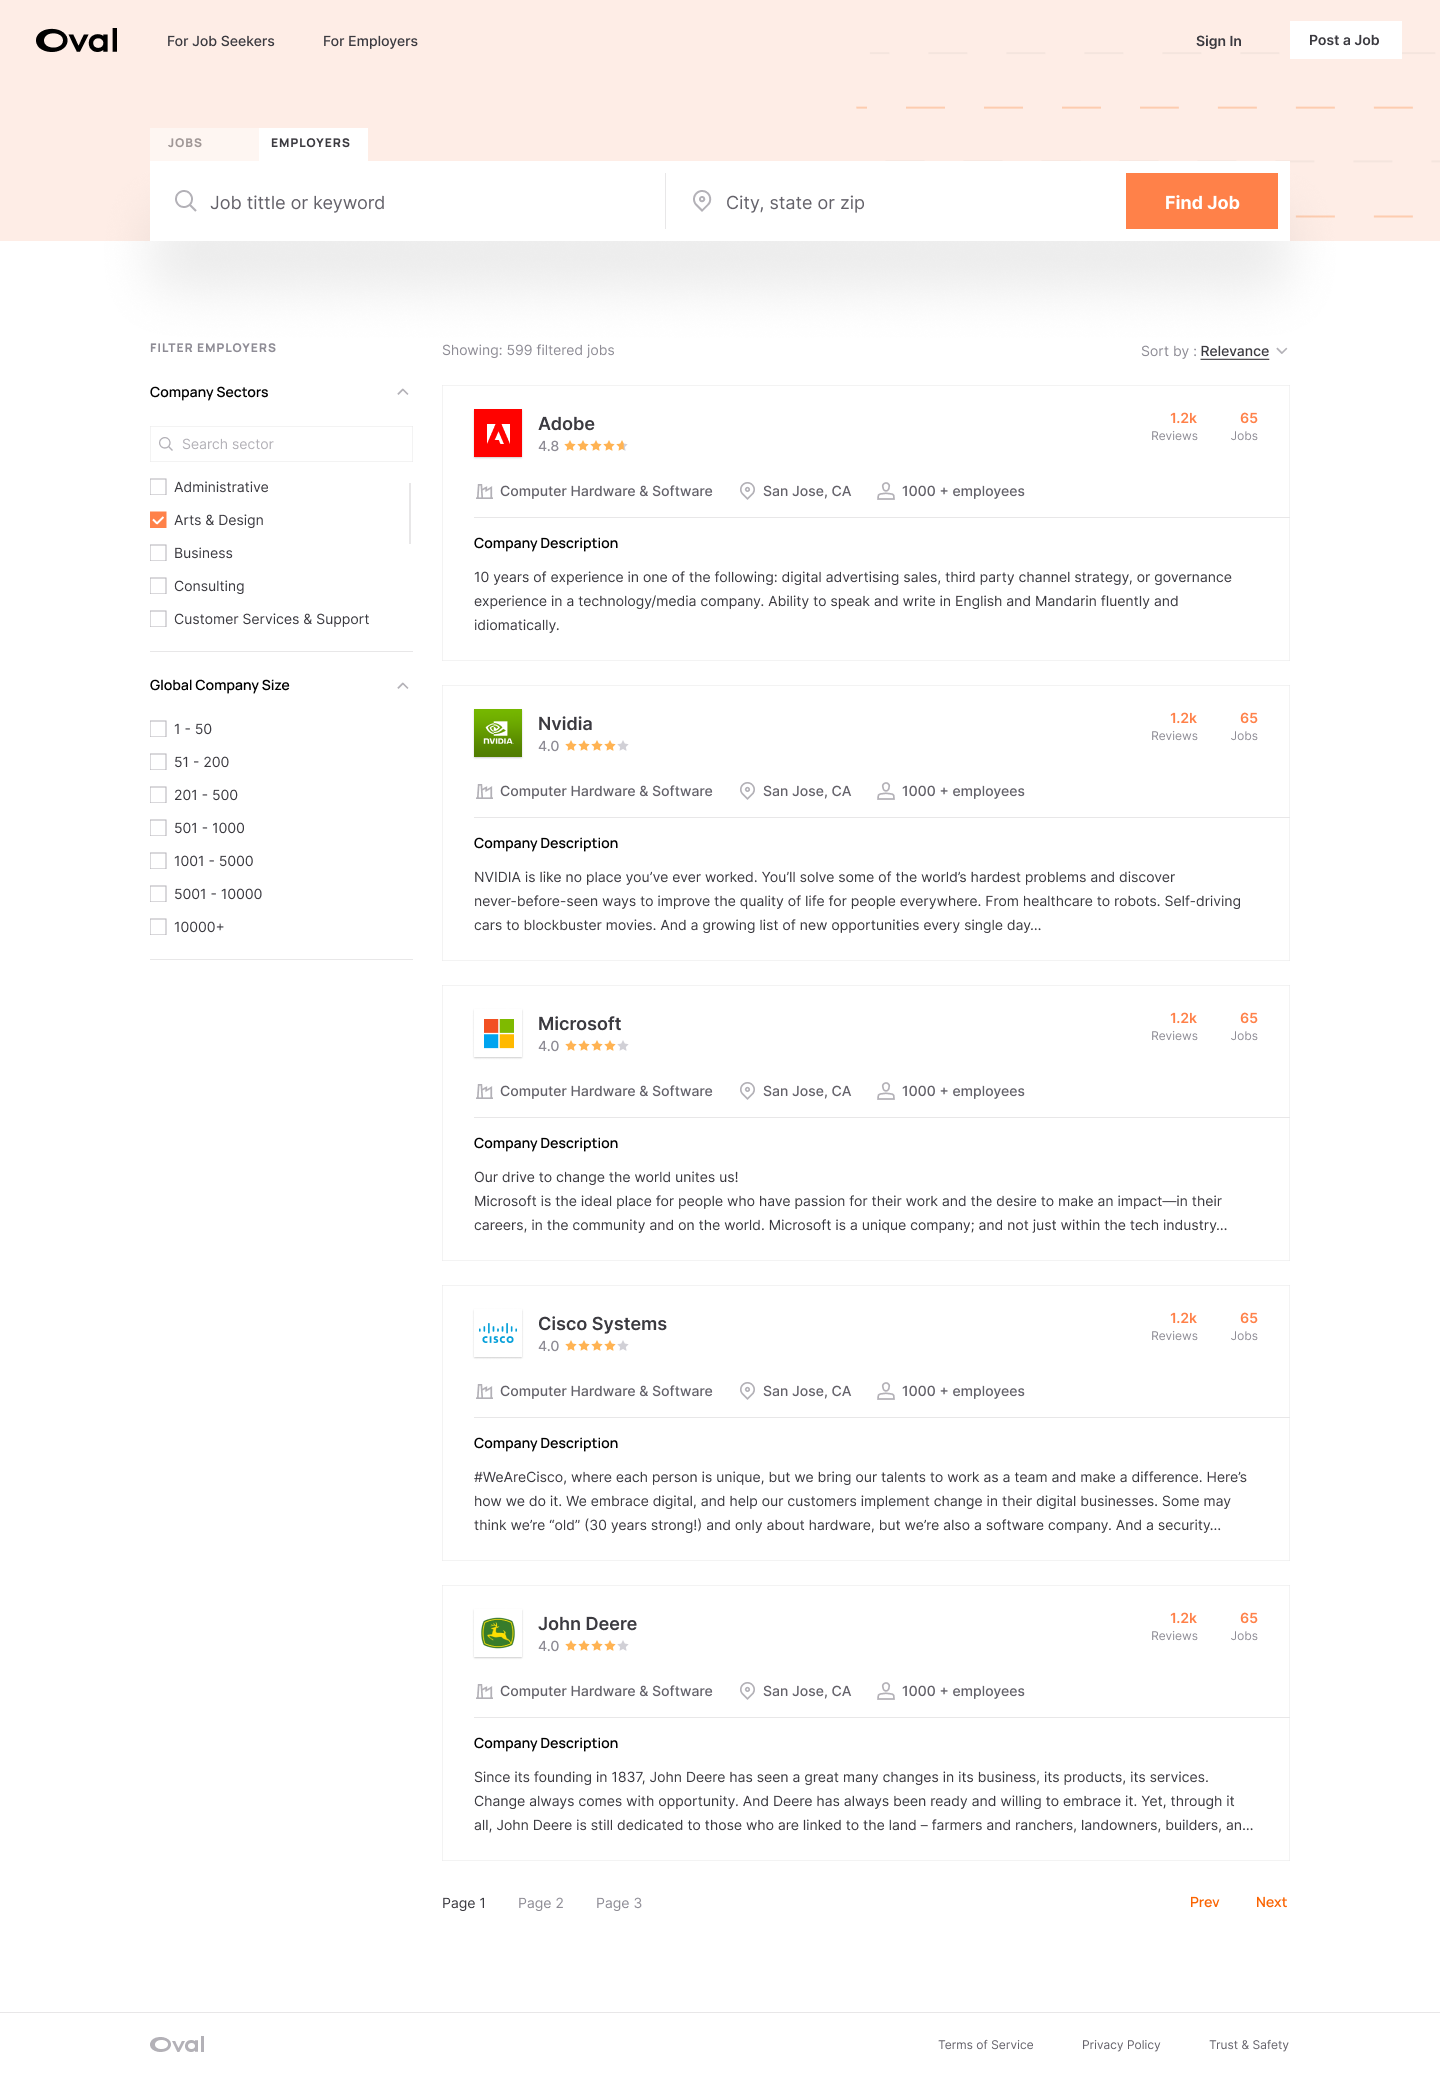 Oval
For Job Seekers
For Employers
Sign In
Post a Job
JOBS
EMPLOYERS
Job tittle or keyword
City, state or zip
Find Job
FILTER EMPLOYERS
Company Sectors
Search sector
Administrative
Arts & Design
Business
Consulting
Customer Services & Support
Global Company Size
1 - 50
51 - 200
201 - 500
501 - 1000
1001 - 5000
5001 - 10000
10000+
Showing: 599 filtered jobs
Sort by : Relevance
Adobe
4.8
1.2k
Reviews
65
Jobs
Computer Hardware & Software
San Jose, CA
1000 + employees
Company Description
10 years of experience in one of the following: digital advertising sales, third party channel strategy, or governance
experience in a technology/media company. Ability to speak and write in English and Mandarin fluently and
idiomatically.
NVIDIA
Nvidia
4.0
1.2k
Reviews
65
Jobs
Computer Hardware & Software
San Jose, CA
1000 + employees
Company Description
NVIDIA is like no place you’ve ever worked. You’ll solve some of the world’s hardest problems and discover
never-before-seen ways to improve the quality of life for people everywhere. From healthcare to robots. Self-driving
cars to blockbuster movies. And a growing list of new opportunities every single day...
Microsoft
4.0
1.2k
Reviews
65
Jobs
Computer Hardware & Software
San Jose, CA
1000 + employees
Company Description
Our drive to change the world unites us!
Microsoft is the ideal place for people who have passion for their work and the desire to make an impact—in their
careers, in the community and on the world. Microsoft is a unique company; and not just within the tech industry...
CISCO
Cisco Systems
4.0
1.2k
Reviews
65
Jobs
Computer Hardware & Software
San Jose, CA
1000 + employees
Company Description
#WeAreCisco, where each person is unique, but we bring our talents to work as a team and make a difference. Here’s
how we do it. We embrace digital, and help our customers implement change in their digital businesses. Some may
think we’re “old” (30 years strong!) and only about hardware, but we’re also a software company. And a security...
John Deere
4.0
1.2k
Reviews
65
Jobs
Computer Hardware & Software
San Jose, CA
1000 + employees
Company Description
Since its founding in 1837, John Deere has seen a great many changes in its business, its products, its services.
Change always comes with opportunity. And Deere has always been ready and willing to embrace it. Yet, through it
all, John Deere is still dedicated to those who are linked to the land – farmers and ranchers, landowners, builders, an...
Page 1
Page 2
Page 3
Prev
Next
Oval
Terms of Service
Privacy Policy
Trust & Safety